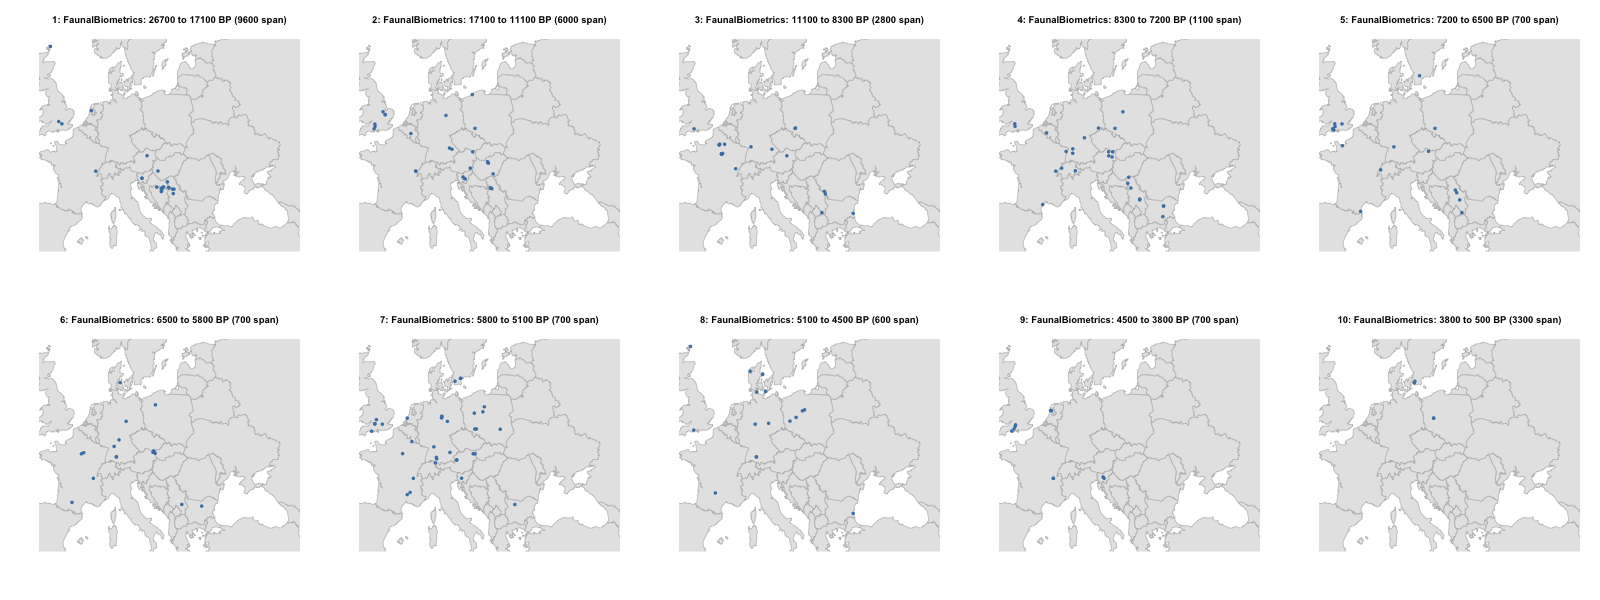 1: FaunalBiometrics: 26700 to 17100 BP (9600 span)
2: FaunalBiometrics: 17100 to 11100 BP (6000 span)
3: FaunalBiometrics: 11100 to 8300 BP (2800 span)
4: FaunalBiometrics: 8300 to 7200 BP (1100 span)
5: FaunalBiometrics: 7200 to 6500 BP (700 span)
6: FaunalBiometrics: 6500 to 5800 BP (700 span)
7: FaunalBiometrics: 5800 to 5100 BP (700 span)
8: FaunalBiometrics: 5100 to 4500 BP (600 span)
9: FaunalBiometrics: 4500 to 3800 BP (700 span)
10: FaunalBiometrics: 3800 to 500 BP (3300 span)